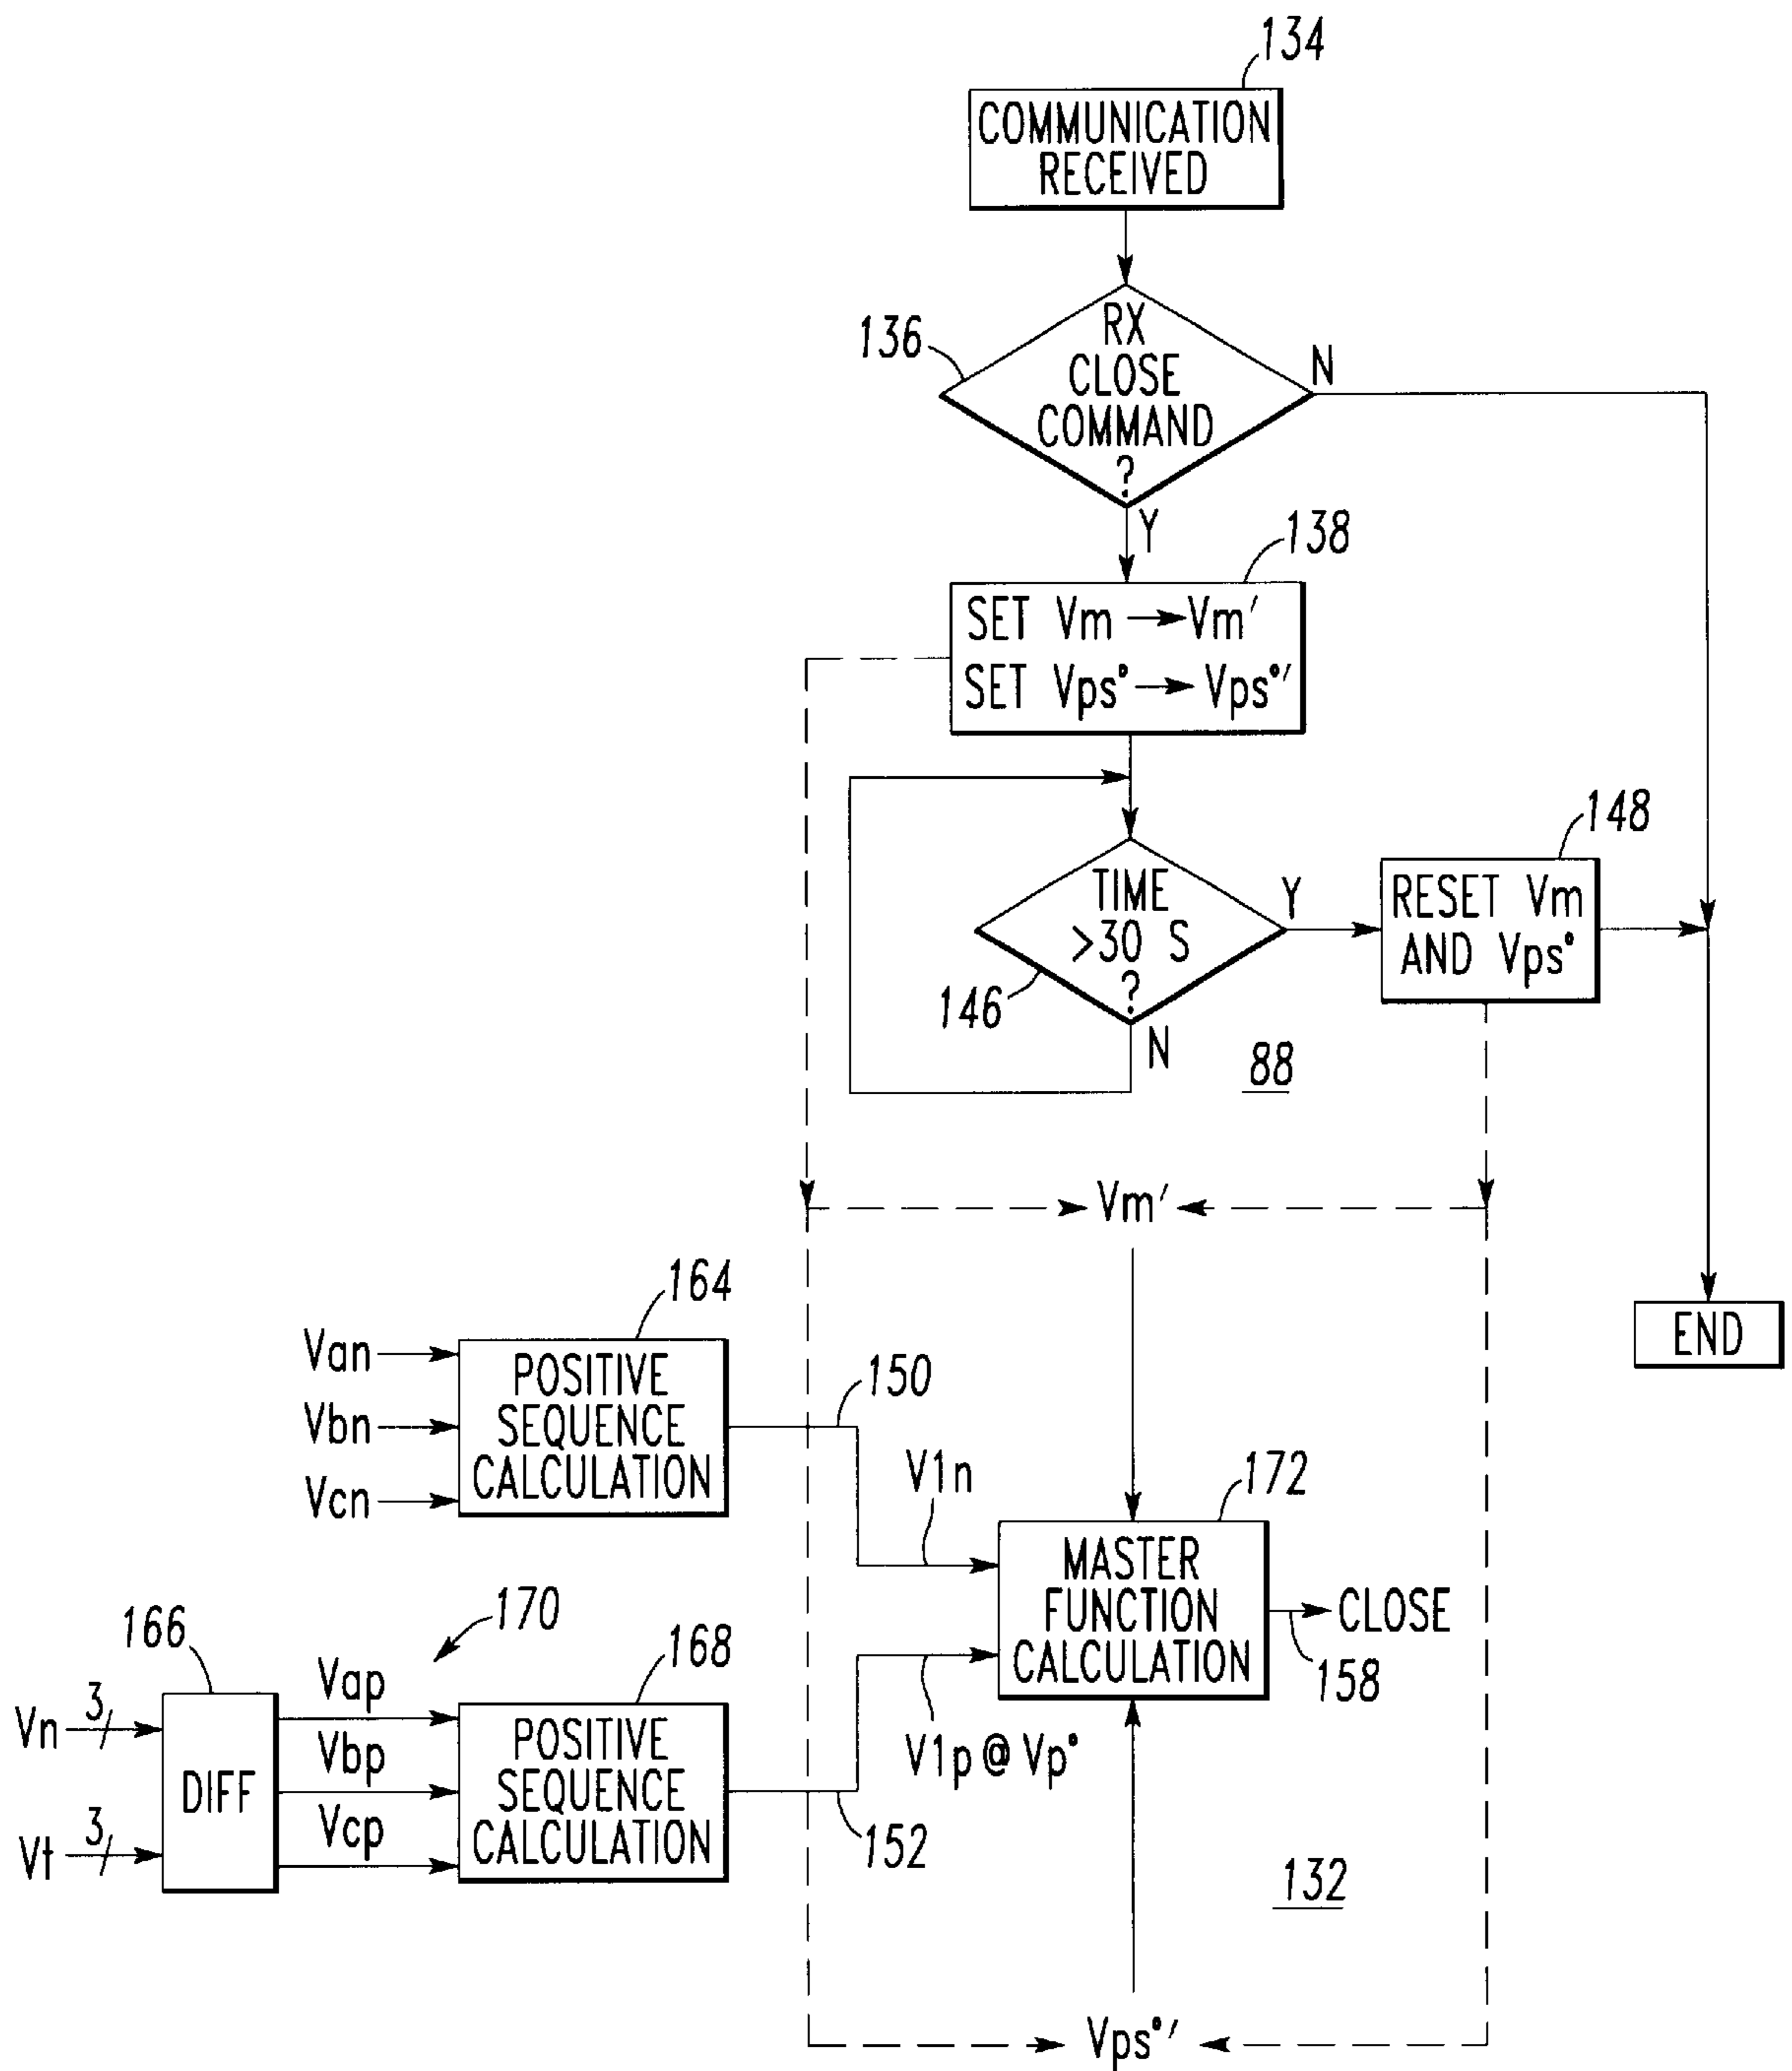 134
COMMUNICATION
RECEIVED
136
RX
CLOSE
COMMAND
?
N
Y
138
SET Vm → Vm′
SET Vps° → Vps°′
148
TIME
>30 S
?
Y
RESET Vm
AND Vps°
146
N
88
Vm′
164
Van
Vbn
Vcn
POSITIVE
SEQUENCE
CALCULATION
150
END
V1n
172
MASTER
FUNCTION
CALCULATION
CLOSE
158
170
166
168
Vap
Vbp
Vcp
Vn
3
DIFF
Vt
3
POSITIVE
SEQUENCE
CALCULATION
V1p @ Vp°
152
132
Vps°′